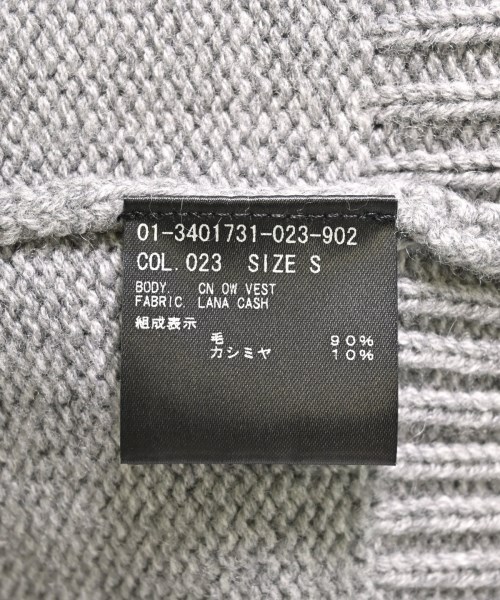 01-3401731-023-902
COL.023 SIZE S
BODY. CN OW VEST
FABRIC. LANA CASH
組成表示
毛 90%
カシミヤ 10%